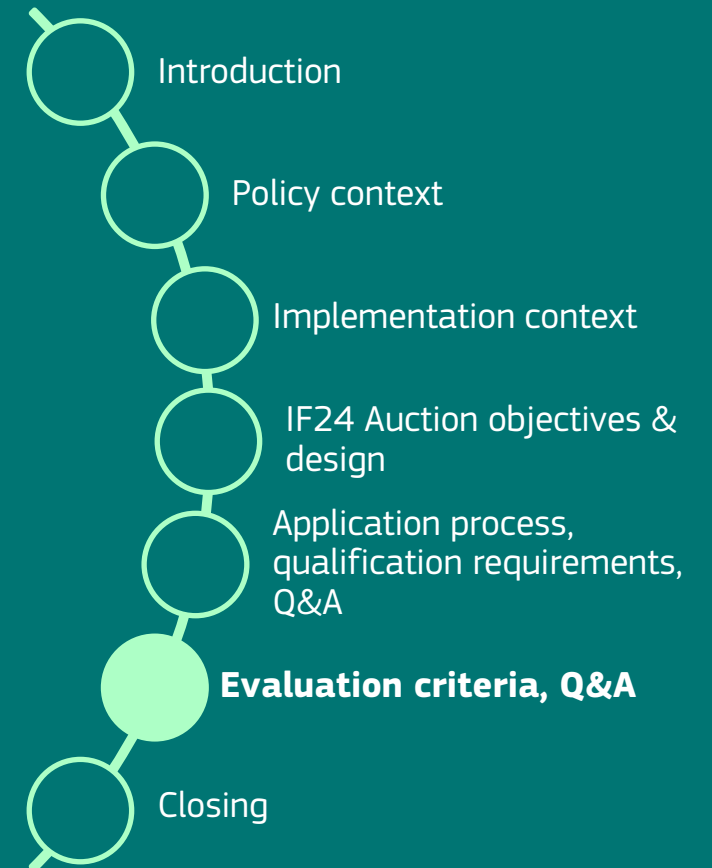 Introduction
Policy context
Implementation context
IF24 Auction objectives &
design
Application process,
qualification requirements,
Q&A
Evaluation criteria, Q&A
Closing